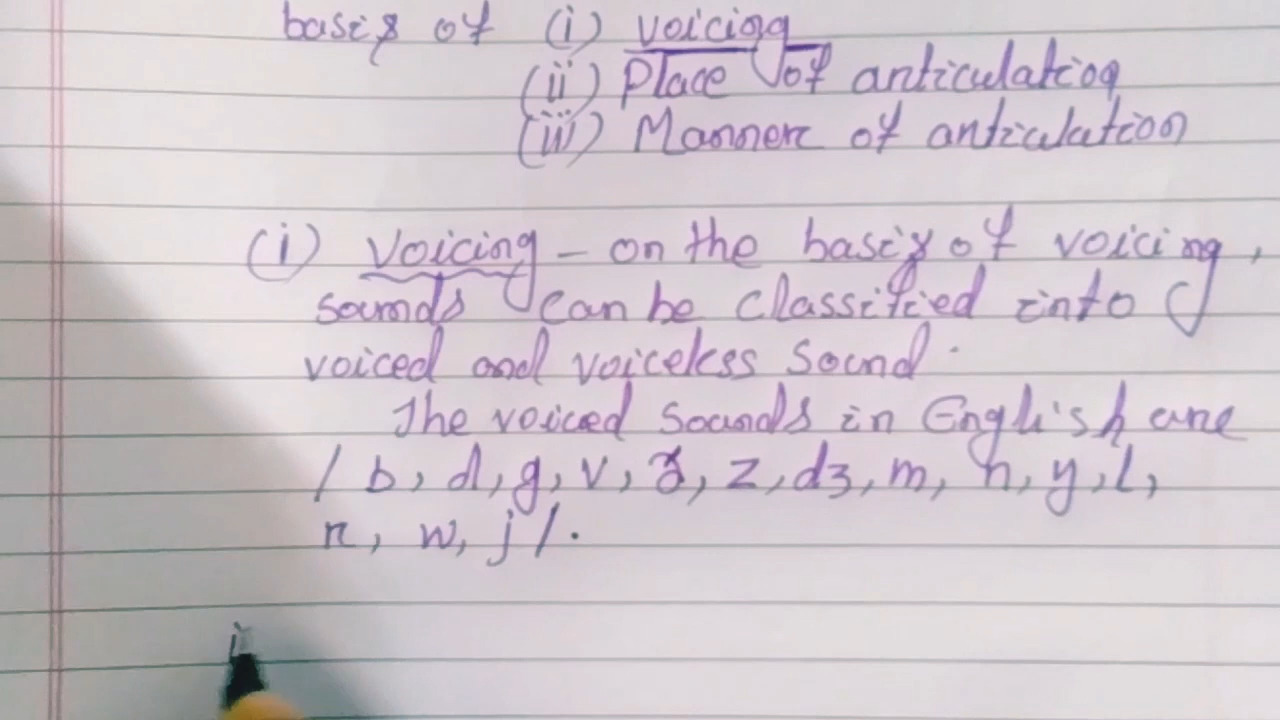 basis of (i) voicing
(ii) Place of articulation
(iii) Manner of articulation
(i) Voicing - on the basis of voicing,
sounds can be classified into
voiced and voiceless sound.
The voiced sounds in English are
/ b, d, g, v, ð, z, dʒ, m, n, y, l,
r, w, j /.